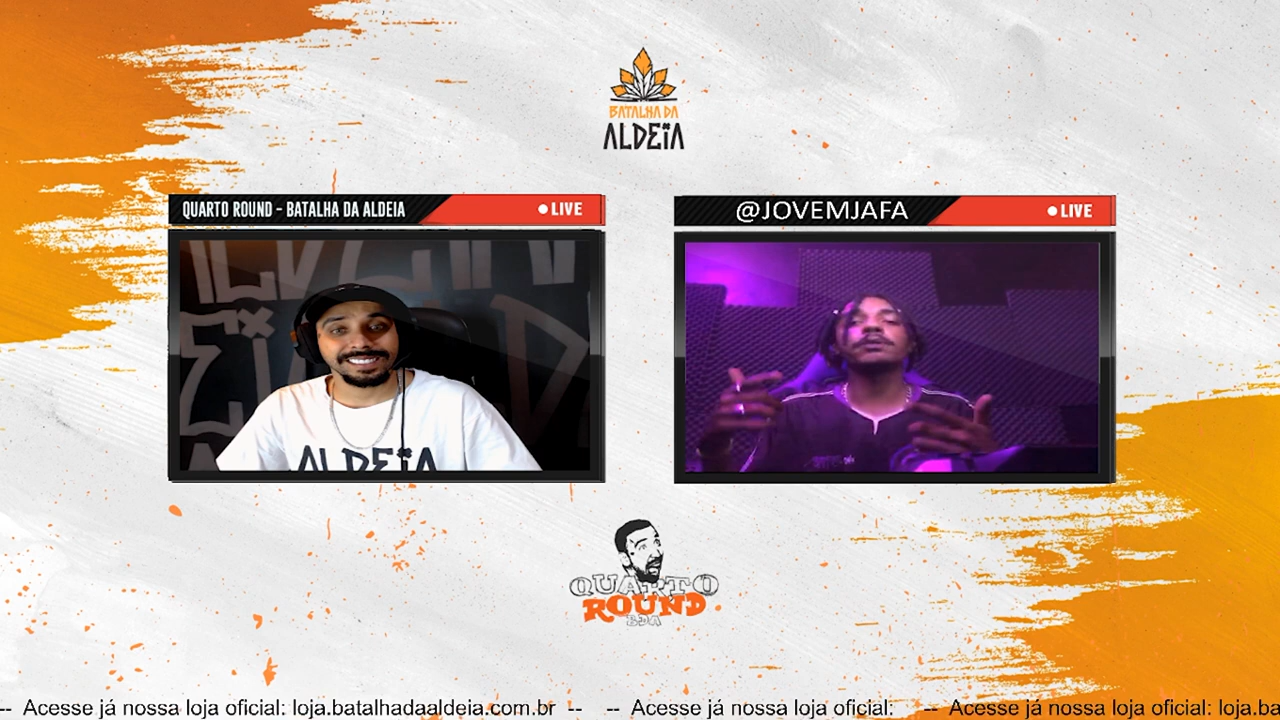 BATALHA DA
ALDEIA
QUARTO ROUND - BATALHA DA ALDEIA
LIVE
@JOVEMJAFA
LIVE
ALDEIA
QUARTO
ROUND
BDA
-- Acesse já nossa loja oficial: loja.batalhadaaldeia.com.br -- -- Acesse já nossa loja oficial: -- Acesse já nossa loja oficial: loja.ba